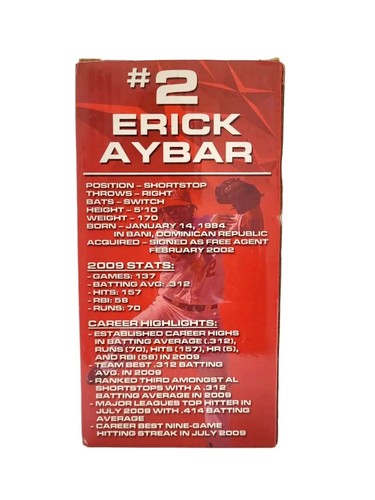 #2
ERICK
AYBAR
POSITION – SHORTSTOP
THROWS – RIGHT
BATS – SWITCH
HEIGHT – 5'10
WEIGHT – 170
BORN – JANUARY 14, 1984
IN BANI, DOMINICAN REPUBLIC
ACQUIRED – SIGNED AS FREE AGENT
FEBRUARY 2002
2009 STATS:
- GAMES: 137
- BATTING AVG: .312
- HITS: 157
- RBI: 58
- RUNS: 70
CAREER HIGHLIGHTS:
- ESTABLISHED CAREER HIGHS
IN BATTING AVERAGE (.312),
RUNS (70), HITS (157), HR (5),
AND RBI (58) IN 2009
- TEAM BEST .312 BATTING
AVG. IN 2009
- RANKED THIRD AMONGST AL
SHORTSTOPS WITH A .312
BATTING AVERAGE IN 2009
- MAJOR LEAGUES TOP HITTER IN
JULY 2009 WITH .414 BATTING
AVERAGE
- CAREER BEST NINE-GAME
HITTING STREAK IN JULY 2009